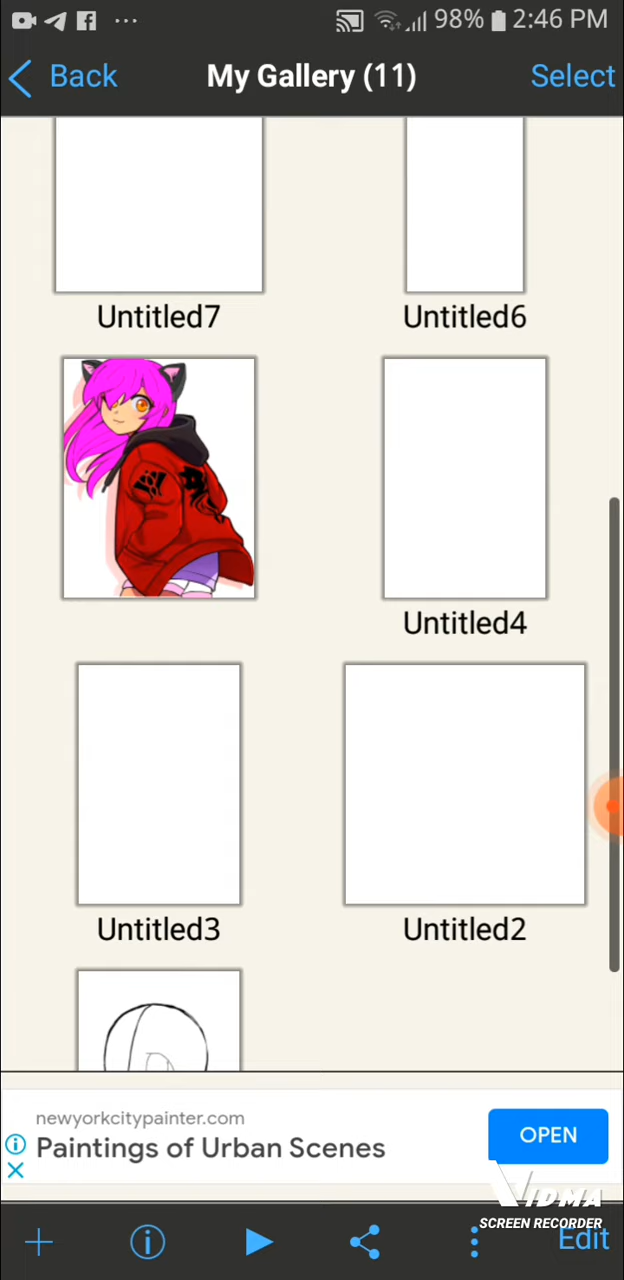 98% 2:46 PM
Back My Gallery (11) Select
Untitled7 Untitled6
Untitled4
Untitled3 Untitled2
newyorkcitypainter.com
Paintings of Urban Scenes
OPEN
VIDMA
SCREEN RECORDER
Edit